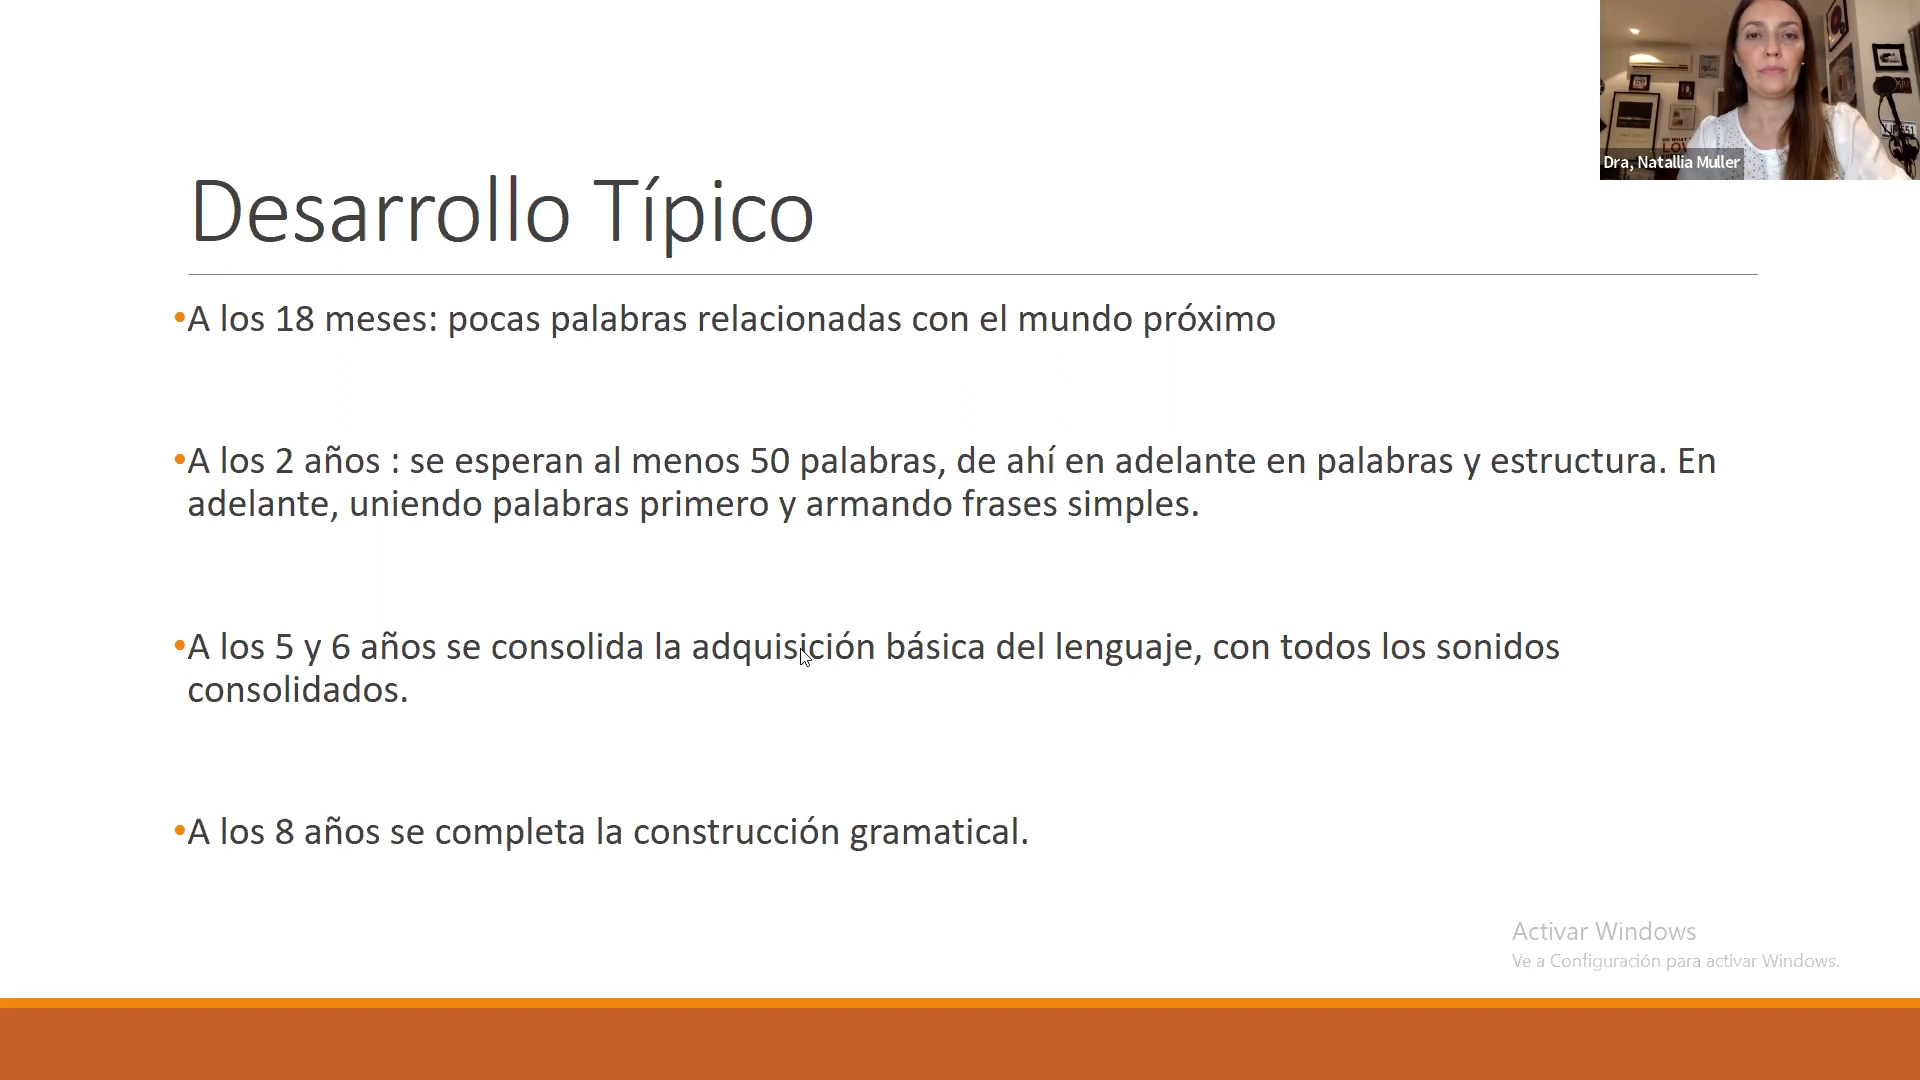 Dra, Natallia Muller
Desarrollo Típico
•A los 18 meses: pocas palabras relacionadas con el mundo próximo
•A los 2 años : se esperan al menos 50 palabras, de ahí en adelante en palabras y estructura. En
adelante, uniendo palabras primero y armando frases simples.
•A los 5 y 6 años se consolida la adquisición básica del lenguaje, con todos los sonidos
consolidados.
•A los 8 años se completa la construcción gramatical.
Activar Windows
Ve a Configuración para activar Windows.